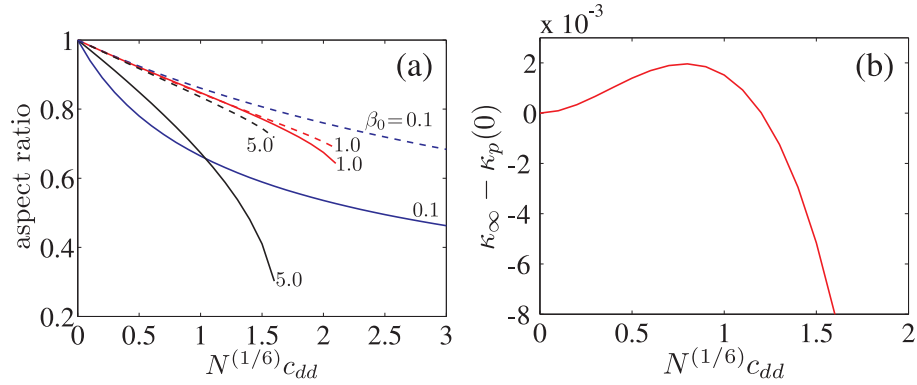 (a)
1
0.8
0.6
0.4
0.2
aspect ratio
β₀=0.1
5.0
1.0
1.0
0.1
5.0
0 0.5 1 1.5 2 2.5 3
N^(1/6) c_dd
x 10⁻³
(b)
2
0
-2
-4
-6
-8
κ_∞ − κ_p(0)
0 0.5 1 1.5 2
N^(1/6) c_dd